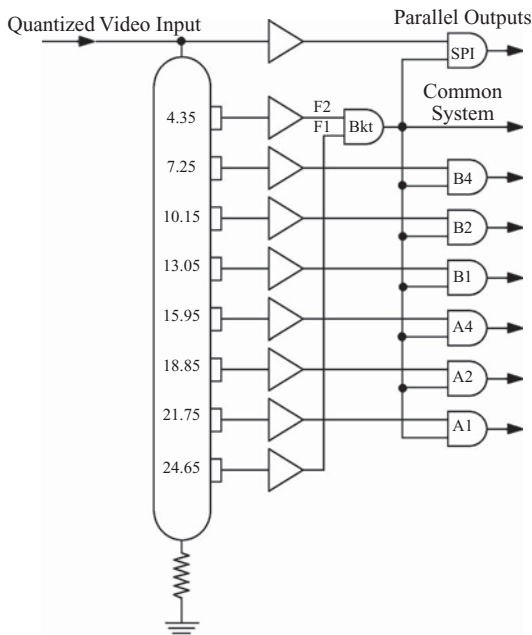 Quantized Video Input
Parallel Outputs
SPI
4.35
F2
F1
Bkt
Common
System
7.25
B4
10.15
B2
13.05
B1
15.95
A4
18.85
A2
21.75
A1
24.65